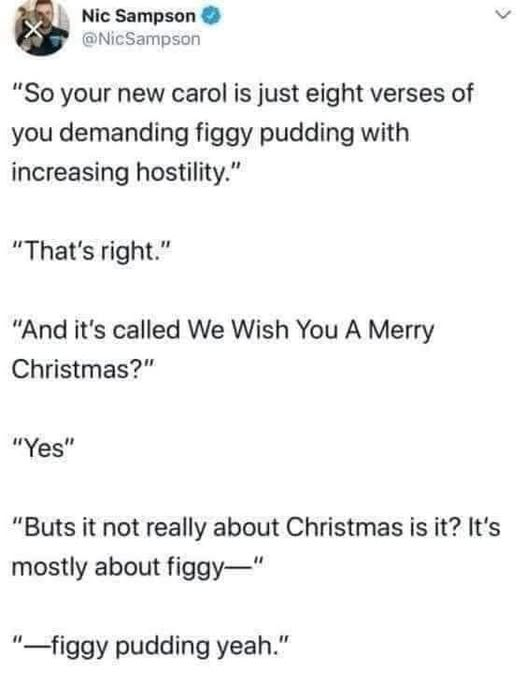 Nic Sampson
@NicSampson
"So your new carol is just eight verses of
you demanding figgy pudding with
increasing hostility."
"That's right."
"And it's called We Wish You A Merry
Christmas?"
"Yes"
"Buts it not really about Christmas is it? It's
mostly about figgy—"
"—figgy pudding yeah."